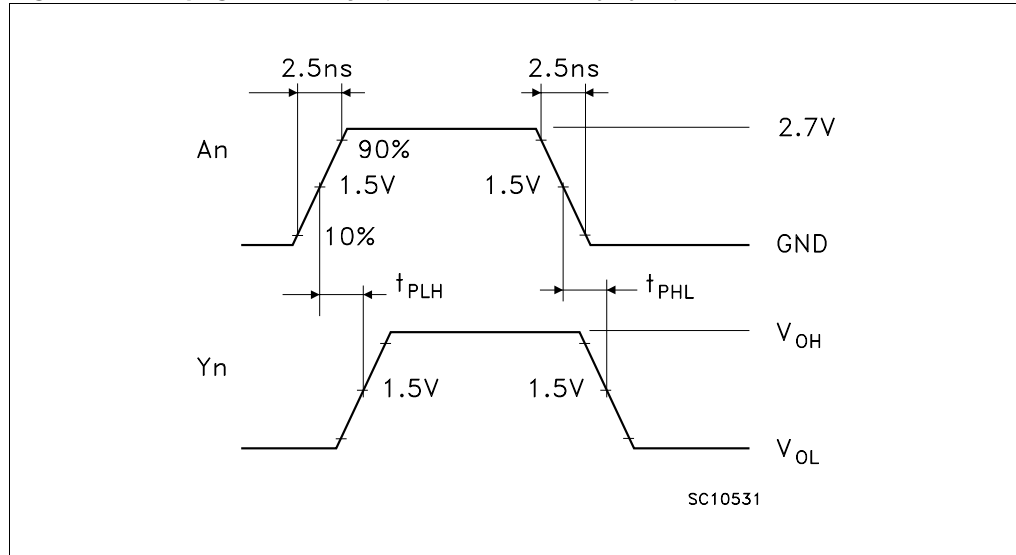 2.5ns 2.5ns
2.7V
An
90%
1.5V 1.5V
10%
GND
tPLH tPHL
VOH
Yn
1.5V 1.5V
VOL
SC10531